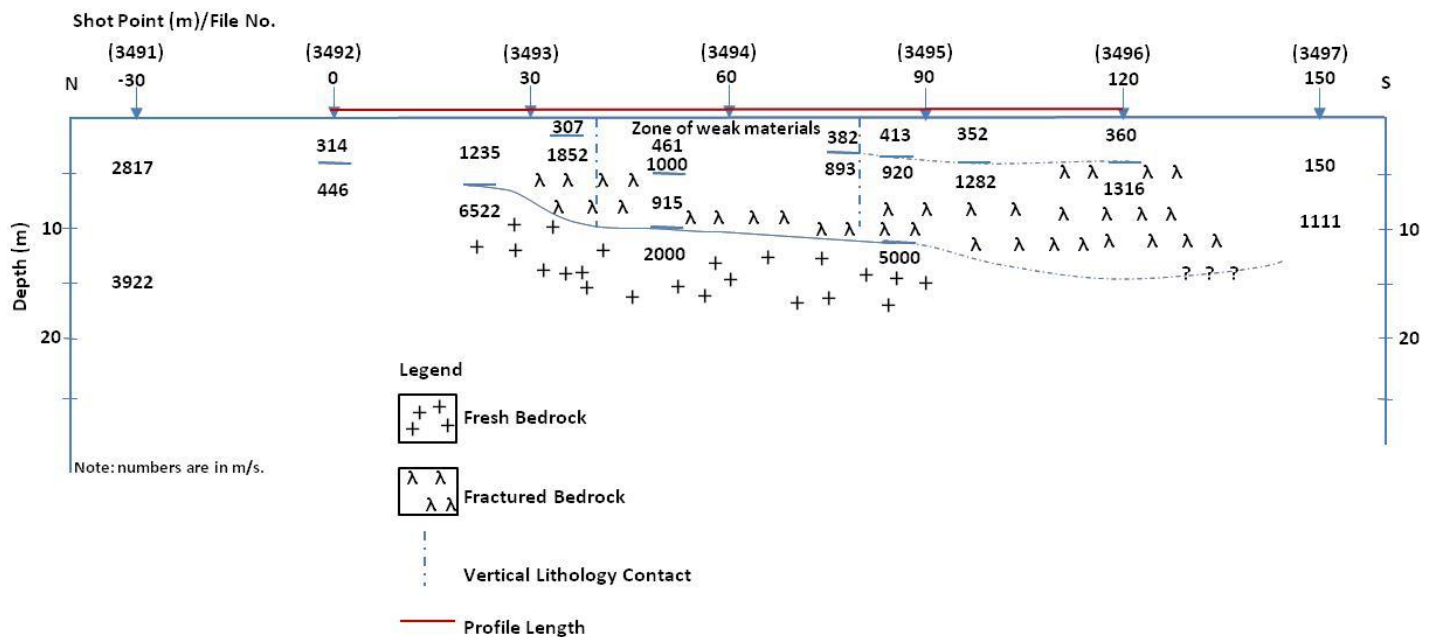 Shot Point (m)/File No.
(3491) (3492) (3493) (3494) (3495) (3496) (3497)
N -30 0 30 60 90 120 150 S
307 Zone of weak materials
314 1235 1852 461 382 413 352 360
1000
2817 893 920 150
446 1282 1316
6522 915 1111
10 10
2000 5000
? ? ?
3922
Depth (m)
20 20
Legend
Fresh Bedrock
Note: numbers are in m/s.
λ λ
λ λ
Fractured Bedrock
Vertical Lithology Contact
Profile Length